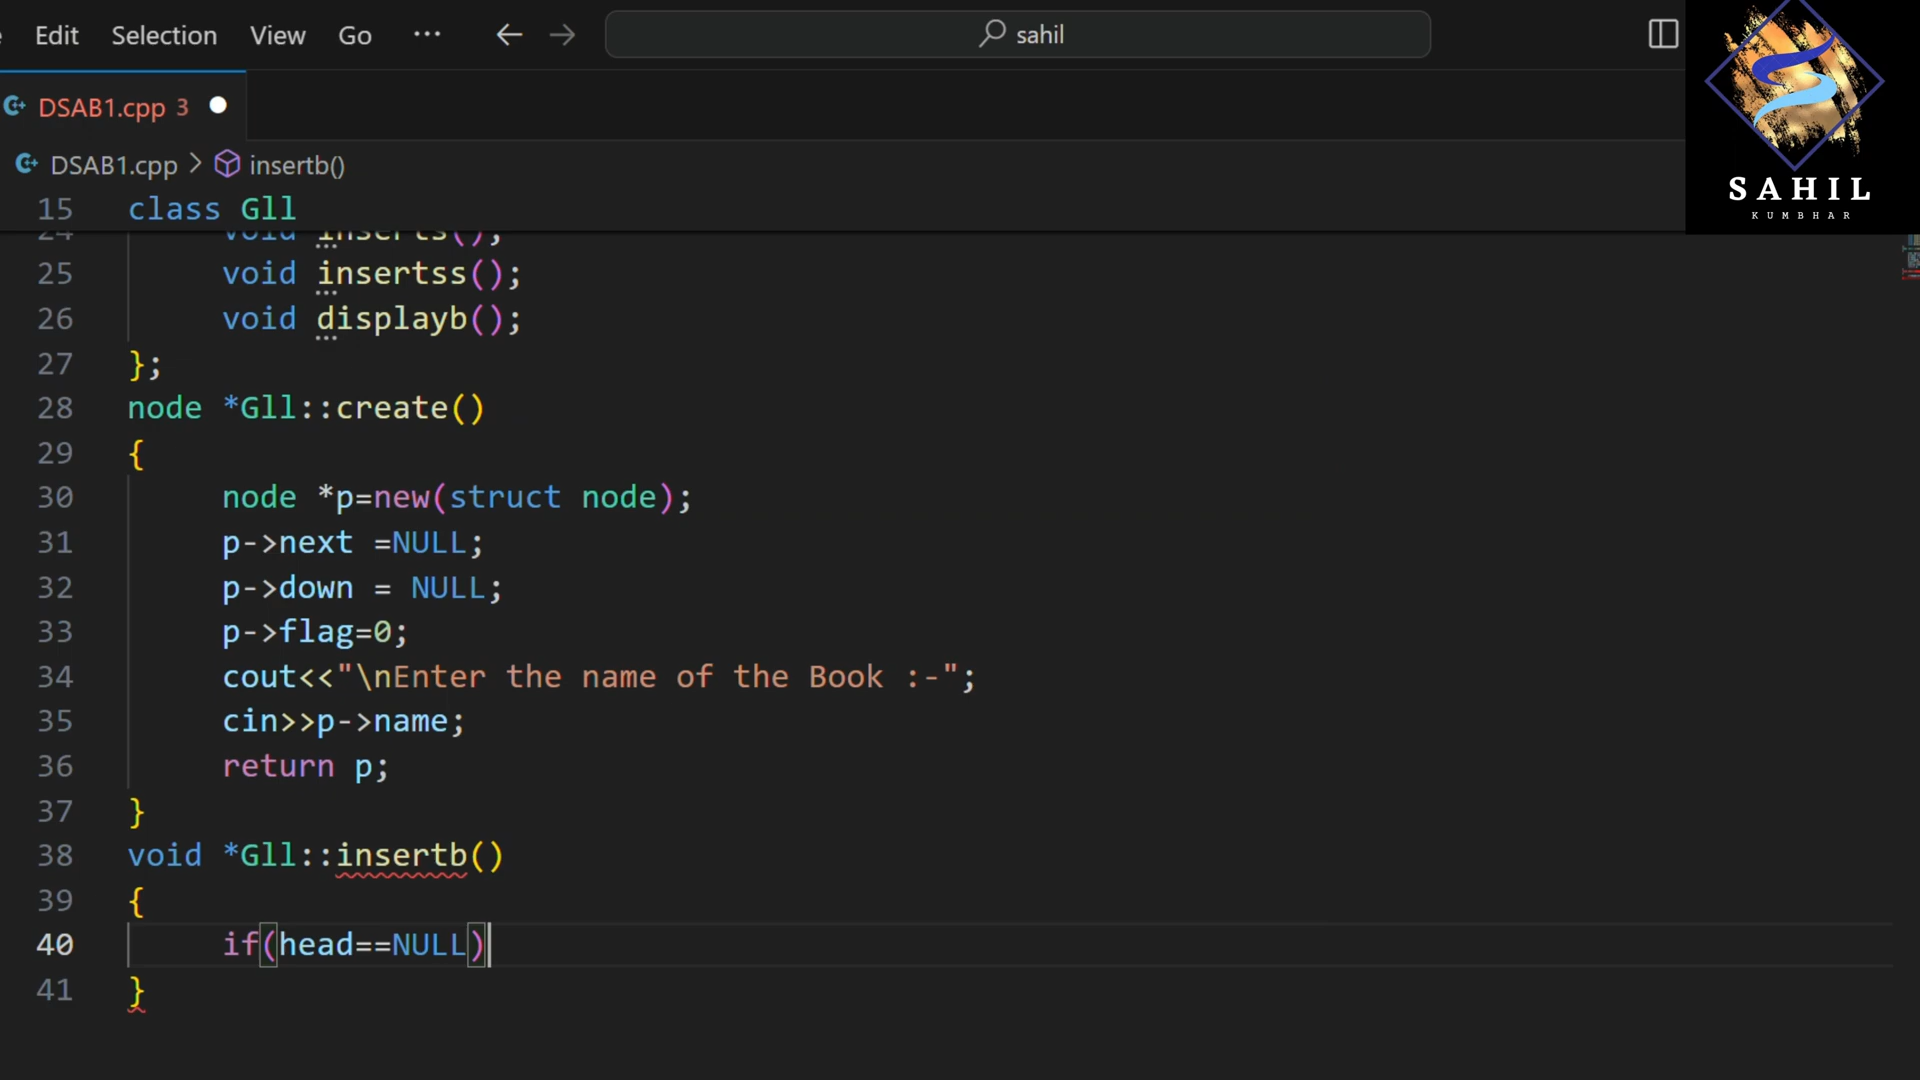 Edit Selection View Go ... sahil
DSAB1.cpp 3
DSAB1.cpp > insertb()
SAHIL
KUMBHAR
15 class Gll
24 void inserts();
25 void insertss();
26 void displayb();
27 };
28 node *Gll::create()
29 {
30 node *p=new(struct node);
31 p->next =NULL;
32 p->down = NULL;
33 p->flag=0;
34 cout<<"\nEnter the name of the Book :-";
35 cin>>p->name;
36 return p;
37 }
38 void *Gll::insertb()
39 {
40 if(head==NULL)
41 }